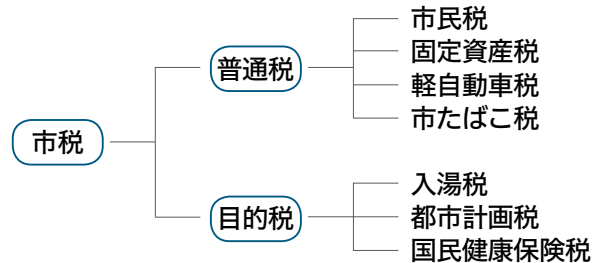 市税
普通税
市民税
固定資産税
軽自動車税
市たばこ税
目的税
入湯税
都市計画税
国民健康保険税